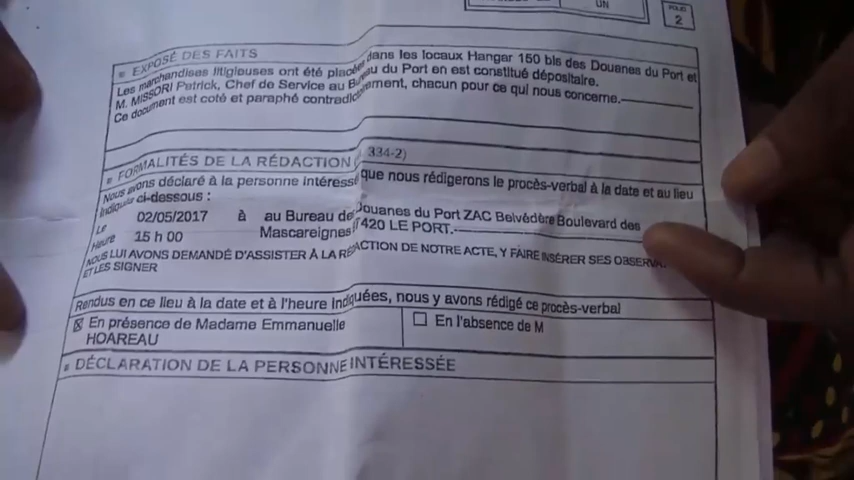 UN
FOLIO
2
EXPOSÉ DES FAITS
Les marchandises litigieuses ont été placées dans les locaux Hangar 150 bis des Douanes du Port et
M. MISSORI Patrick, Chef de Service au Bureau du Port en est constitué dépositaire.
Ce document est coté et paraphé contradictoirement, chacun pour ce qui nous concerne.
FORMALITÉS DE LA RÉDACTION 334-2)
Nous avons déclaré à la personne intéressé que nous rédigerons le procès-verbal à la date et au lieu
indiqué ci-dessous :
Le 02/05/2017 à au Bureau de Douanes du Port ZAC Belvédère Boulevard des
Heure 15 h 00 Mascareignes 7420 LE PORT.
NOUS LUI AVONS DEMANDÉ D'ASSISTER À LA RÉDACTION DE NOTRE ACTE, Y FAIRE INSÉRER SES OBSERVA
ET LES SIGNER
Rendus en ce lieu à la date et à l'heure indiquées, nous y avons rédigé ce procès-verbal
☒ En présence de Madame Emmanuelle ☐ En l'absence de M
HOAREAU
DÉCLARATION DE LA PERSONNE INTÉRESSÉE